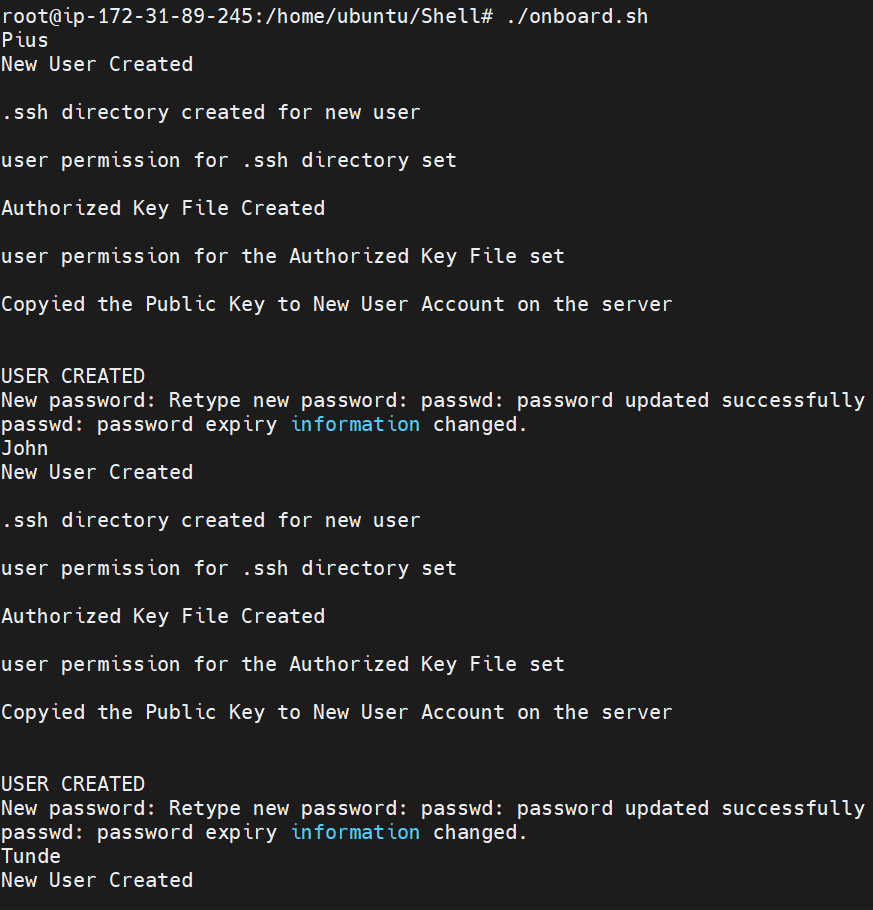 root@ip-172-31-89-245:/home/ubuntu/Shell# ./onboard.sh
Pius
New User Created
.ssh directory created for new user
user permission for .ssh directory set
Authorized Key File Created
user permission for the Authorized Key File set
Copyied the Public Key to New User Account on the server
USER CREATED
New password: Retype new password: passwd: password updated successfully
passwd: password expiry information changed.
John
New User Created
.ssh directory created for new user
user permission for .ssh directory set
Authorized Key File Created
user permission for the Authorized Key File set
Copyied the Public Key to New User Account on the server
USER CREATED
New password: Retype new password: passwd: password updated successfully
passwd: password expiry information changed.
Tunde
New User Created